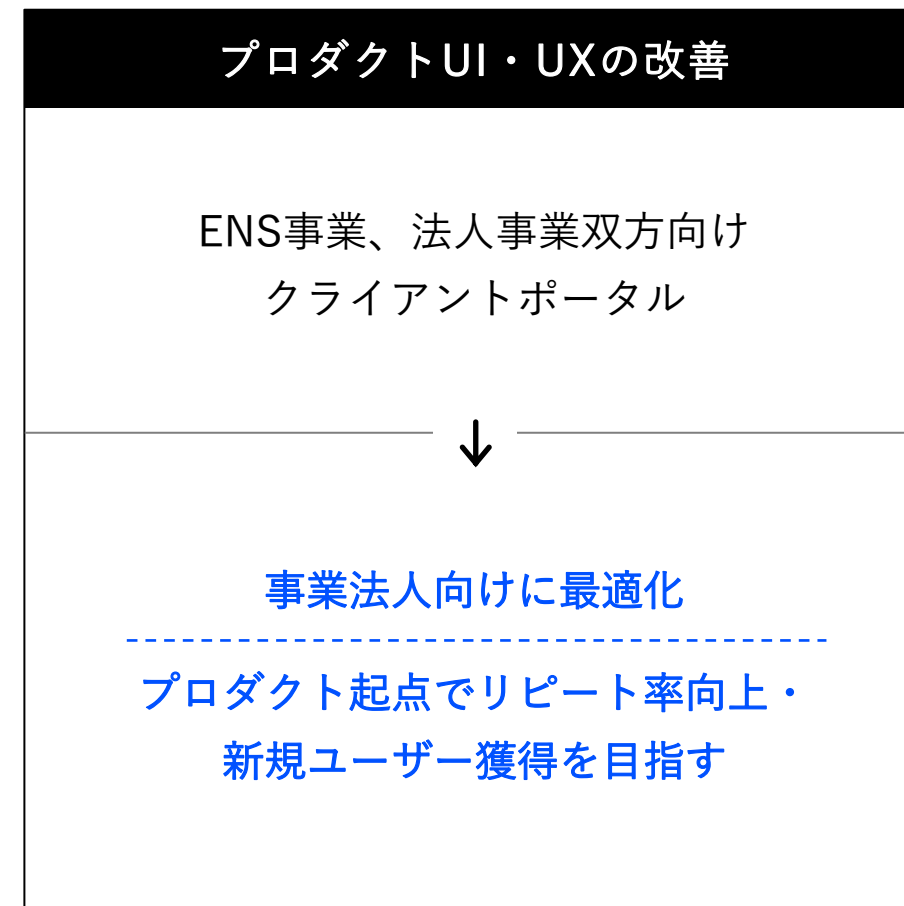 プロダクトUI・UXの改善
ENS事業、法人事業双方向け
クライアントポータル
事業法人向けに最適化
プロダクト起点でリピート率向上・
新規ユーザー獲得を目指す